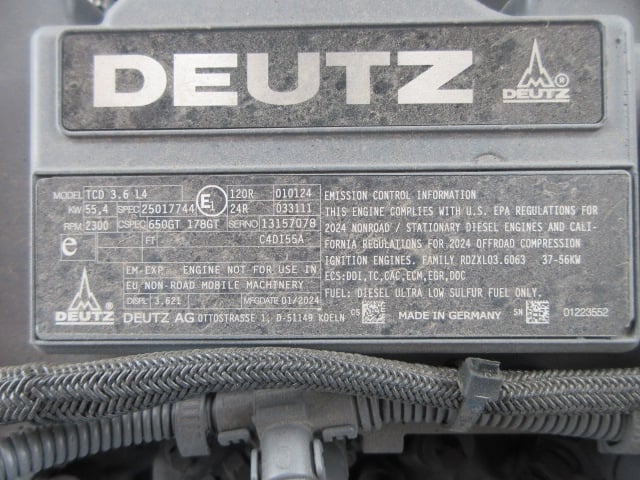 DEUTZ
DEUTZ®
MODEL TCD 3.6 L4
KW 55,4 SPEC 25017744
RPM 2300 CSPEC 650GT 178GT
E1 120R 010124
24R 033111
SERNO 13157078
e FT C4D155A
EM-EXP. ENGINE NOT FOR USE IN
EU NON-ROAD MOBILE MACHINERY
DISPL 3,621 MFGDATE 01/2024
DEUTZ
DEUTZ AG OTTOSTRASSE 1, D-51149 KOELN
EMISSION CONTROL INFORMATION
THIS ENGINE COMPLIES WITH U.S. EPA REGULATIONS FOR
2024 NONROAD / STATIONARY DIESEL ENGINES AND CALI-
FORNIA REGULATIONS FOR 2024 OFFROAD COMPRESSION
IGNITION ENGINES. FAMILY RDZXL03.6063 37-56KW
ECS:DDI,TC,CAC,ECM,EGR,DOC
FUEL: DIESEL ULTRA LOW SULFUR FUEL ONLY.
CS MADE IN GERMANY SN 01223552